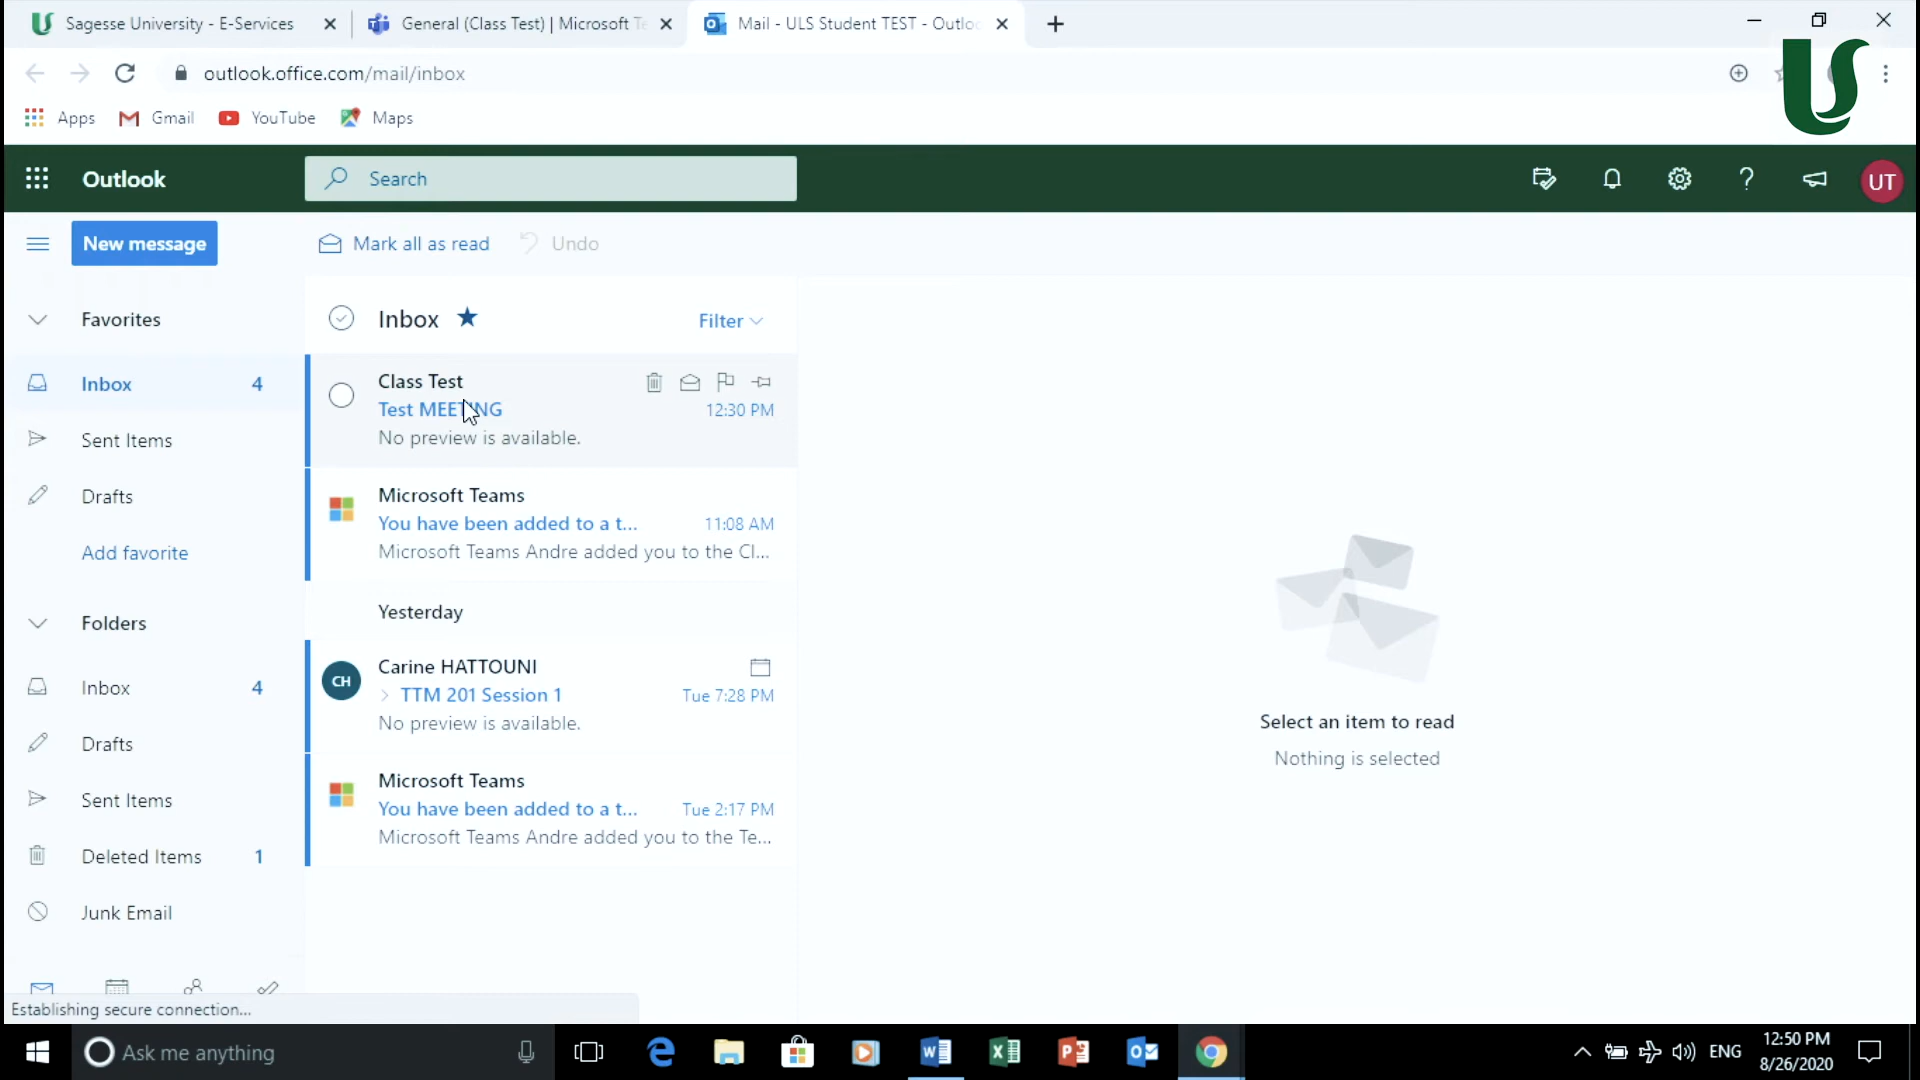 Sagesse University - E-Services
General (Class Test) | Microsoft Te
Mail - ULS Student TEST - Outloo
outlook.office.com/mail/inbox
Apps
Gmail
YouTube
Maps
US
Outlook
Search
UT
New message
Mark all as read
Undo
Favorites
Inbox
Filter
Inbox 4
Sent Items
Drafts
Add favorite
Folders
Inbox 4
Drafts
Sent Items
Deleted Items 1
Junk Email
Class Test
Test MEETING 12:30 PM
No preview is available.
Microsoft Teams
You have been added to a t... 11:08 AM
Microsoft Teams Andre added you to the Cl...
Yesterday
CH
Carine HATTOUNI
TTM 201 Session 1 Tue 7:28 PM
No preview is available.
Microsoft Teams
You have been added to a t... Tue 2:17 PM
Microsoft Teams Andre added you to the Te...
Select an item to read
Nothing is selected
Establishing secure connection...
Ask me anything
ENG
12:50 PM
8/26/2020